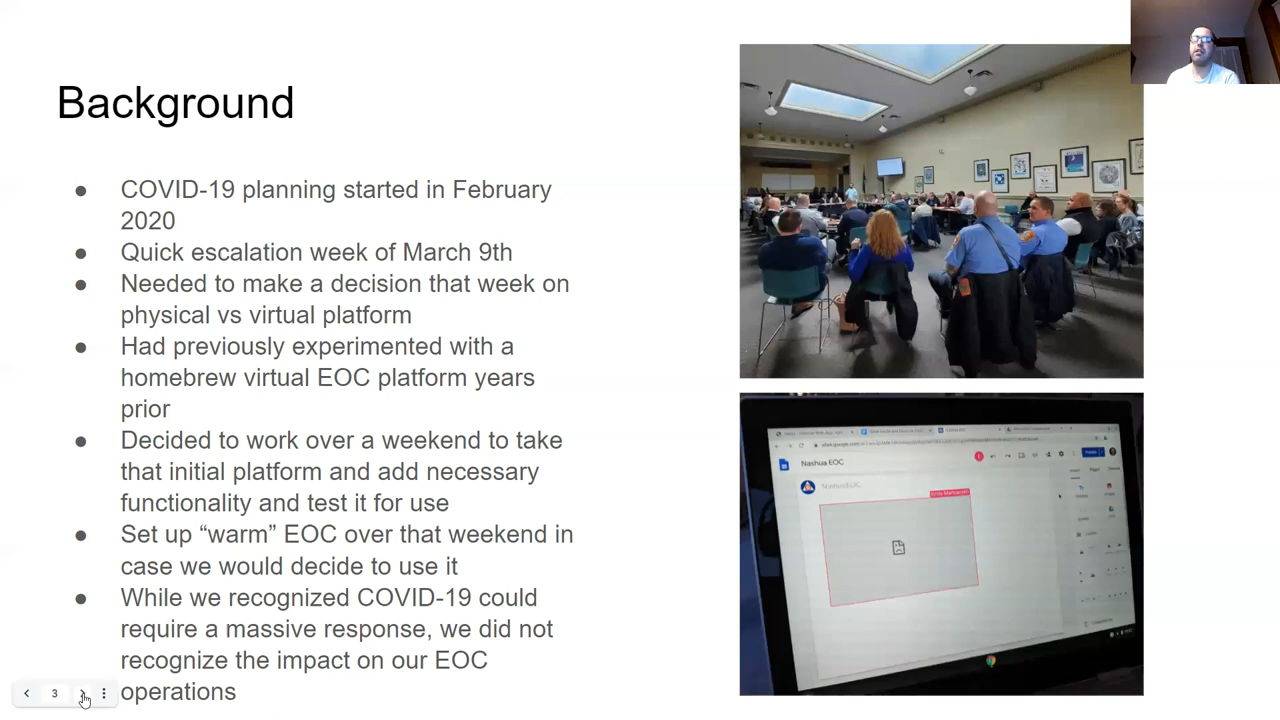 Background
● COVID-19 planning started in February
2020
● Quick escalation week of March 9th
● Needed to make a decision that week on
physical vs virtual platform
● Had previously experimented with a
homebrew virtual EOC platform years
prior
● Decided to work over a weekend to take
that initial platform and add necessary
functionality and test it for use
● Set up “warm” EOC over that weekend in
case we would decide to use it
● While we recognized COVID-19 could
require a massive response, we did not
recognize the impact on our EOC
operations
3
Nashua EOC
Nashua EOC